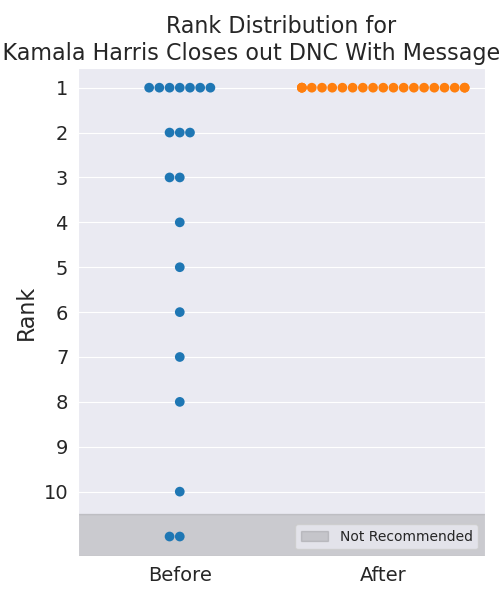 Rank Distribution for
Kamala Harris Closes out DNC With Message
Rank
1
2
3
4
5
6
7
8
9
10
Not Recommended
Before
After